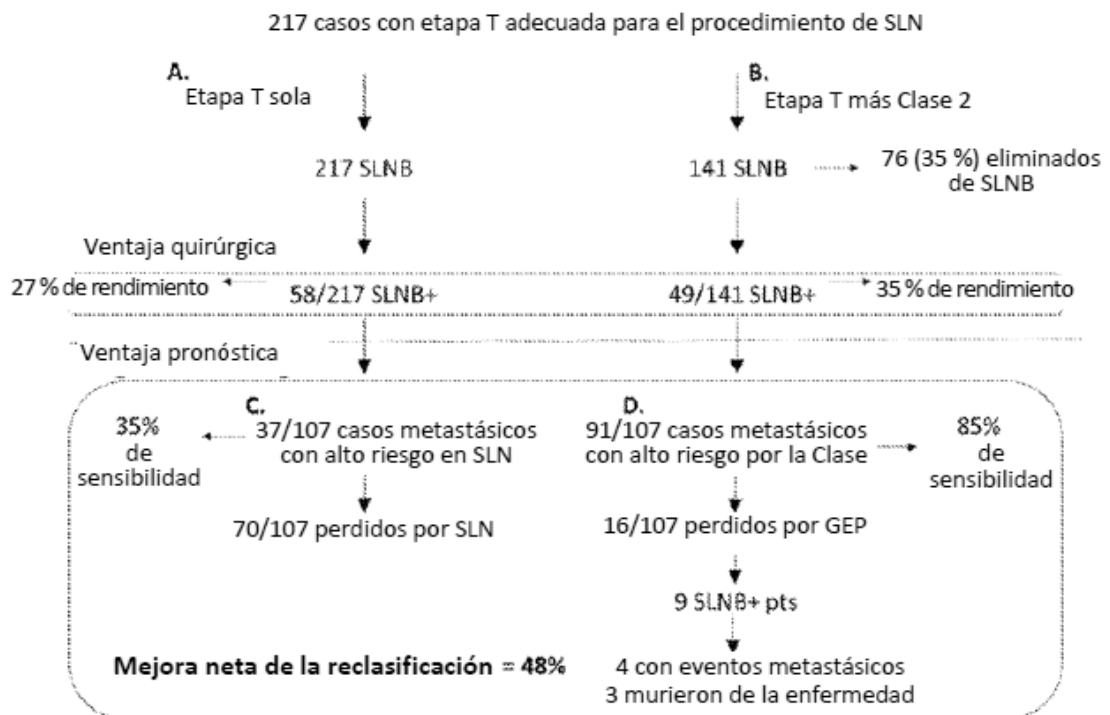 217 casos con etapa T adecuada para el procedimiento de SLN
A.
Etapa T sola
B.
Etapa T más Clase 2
217 SLNB
141 SLNB
76 (35 %) eliminados
de SLNB
Ventaja quirúrgica
27 % de rendimiento
58/217 SLNB+
49/141 SLNB+
35 % de rendimiento
Ventaja pronóstica
35%
de
sensibilidad
C.
37/107 casos metastásicos
con alto riesgo en SLN
D.
91/107 casos metastásicos
con alto riesgo por la Clase
85%
de
sensibilidad
70/107 perdidos por SLN
16/107 perdidos por GEP
9 SLNB+ pts
Mejora neta de la reclasificación = 48%
4 con eventos metastásicos
3 murieron de la enfermedad